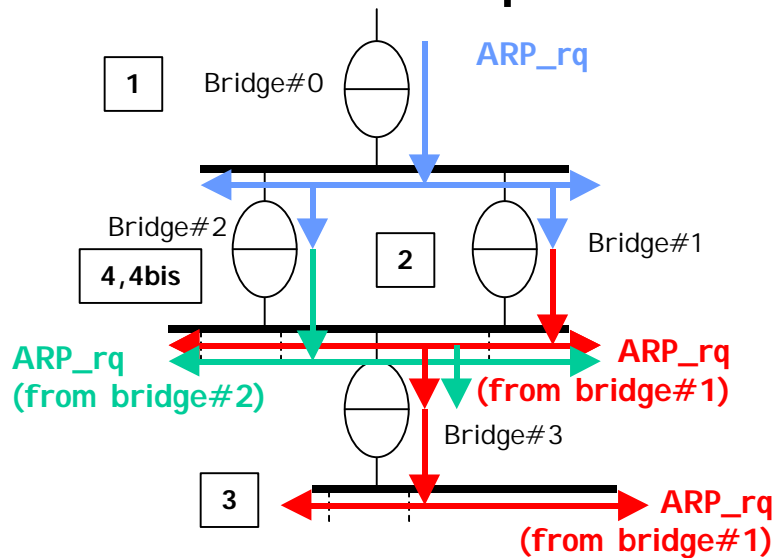 ARP_rq
1
Bridge#0
Bridge#2
Bridge#1
2
4,4bis
ARP_rq
(from bridge#2)
ARP_rq
(from bridge#1)
Bridge#3
3
ARP_rq
(from bridge#1)